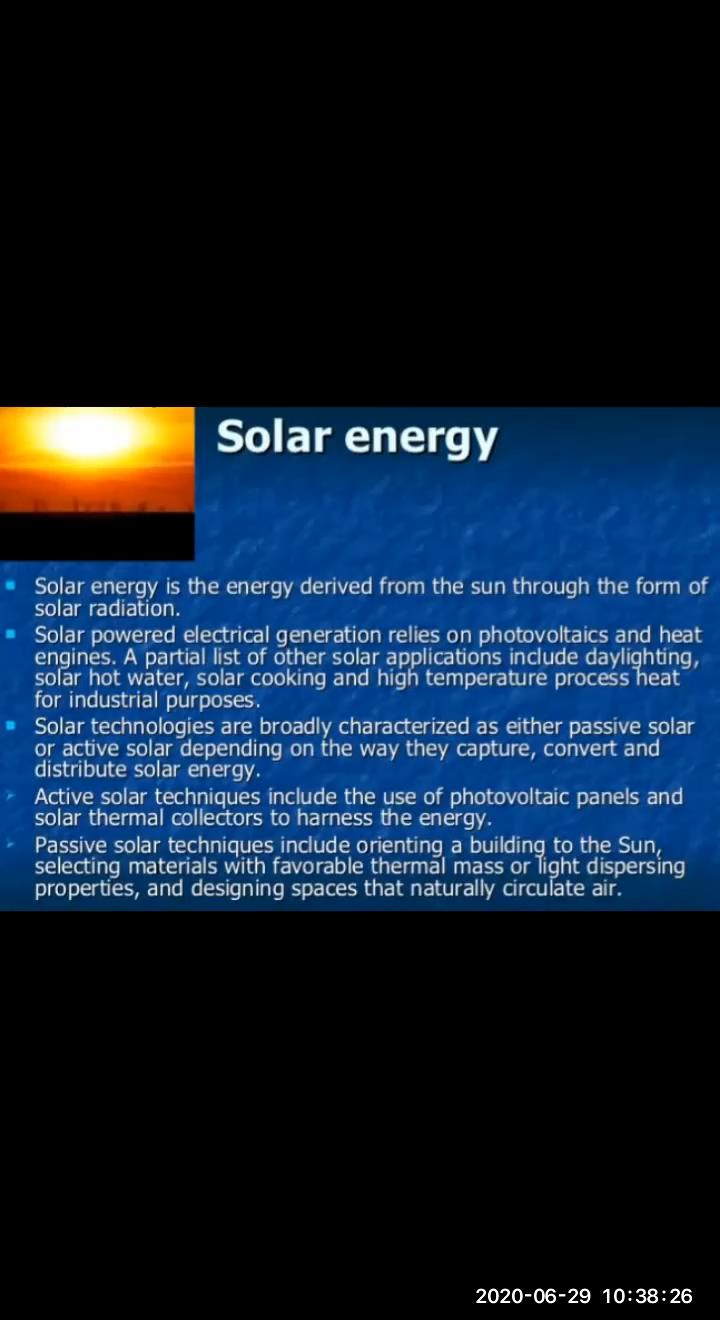 Solar energy
Solar energy is the energy derived from the sun through the form of
solar radiation.
Solar powered electrical generation relies on photovoltaics and heat
engines. A partial list of other solar applications include daylighting,
solar hot water, solar cooking and high temperature process heat
for industrial purposes.
Solar technologies are broadly characterized as either passive solar
or active solar depending on the way they capture, convert and
distribute solar energy.
Active solar techniques include the use of photovoltaic panels and
solar thermal collectors to harness the energy.
Passive solar techniques include orienting a building to the Sun,
selecting materials with favorable thermal mass or light dispersing
properties, and designing spaces that naturally circulate air.
2020-06-29 10:38:26